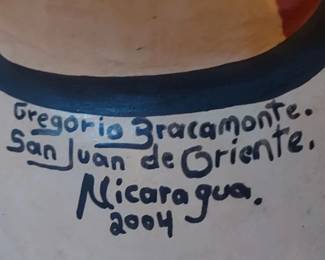 Gregorio Bracamonte.
San Juan de Oriente.
Nicaragua.
2004